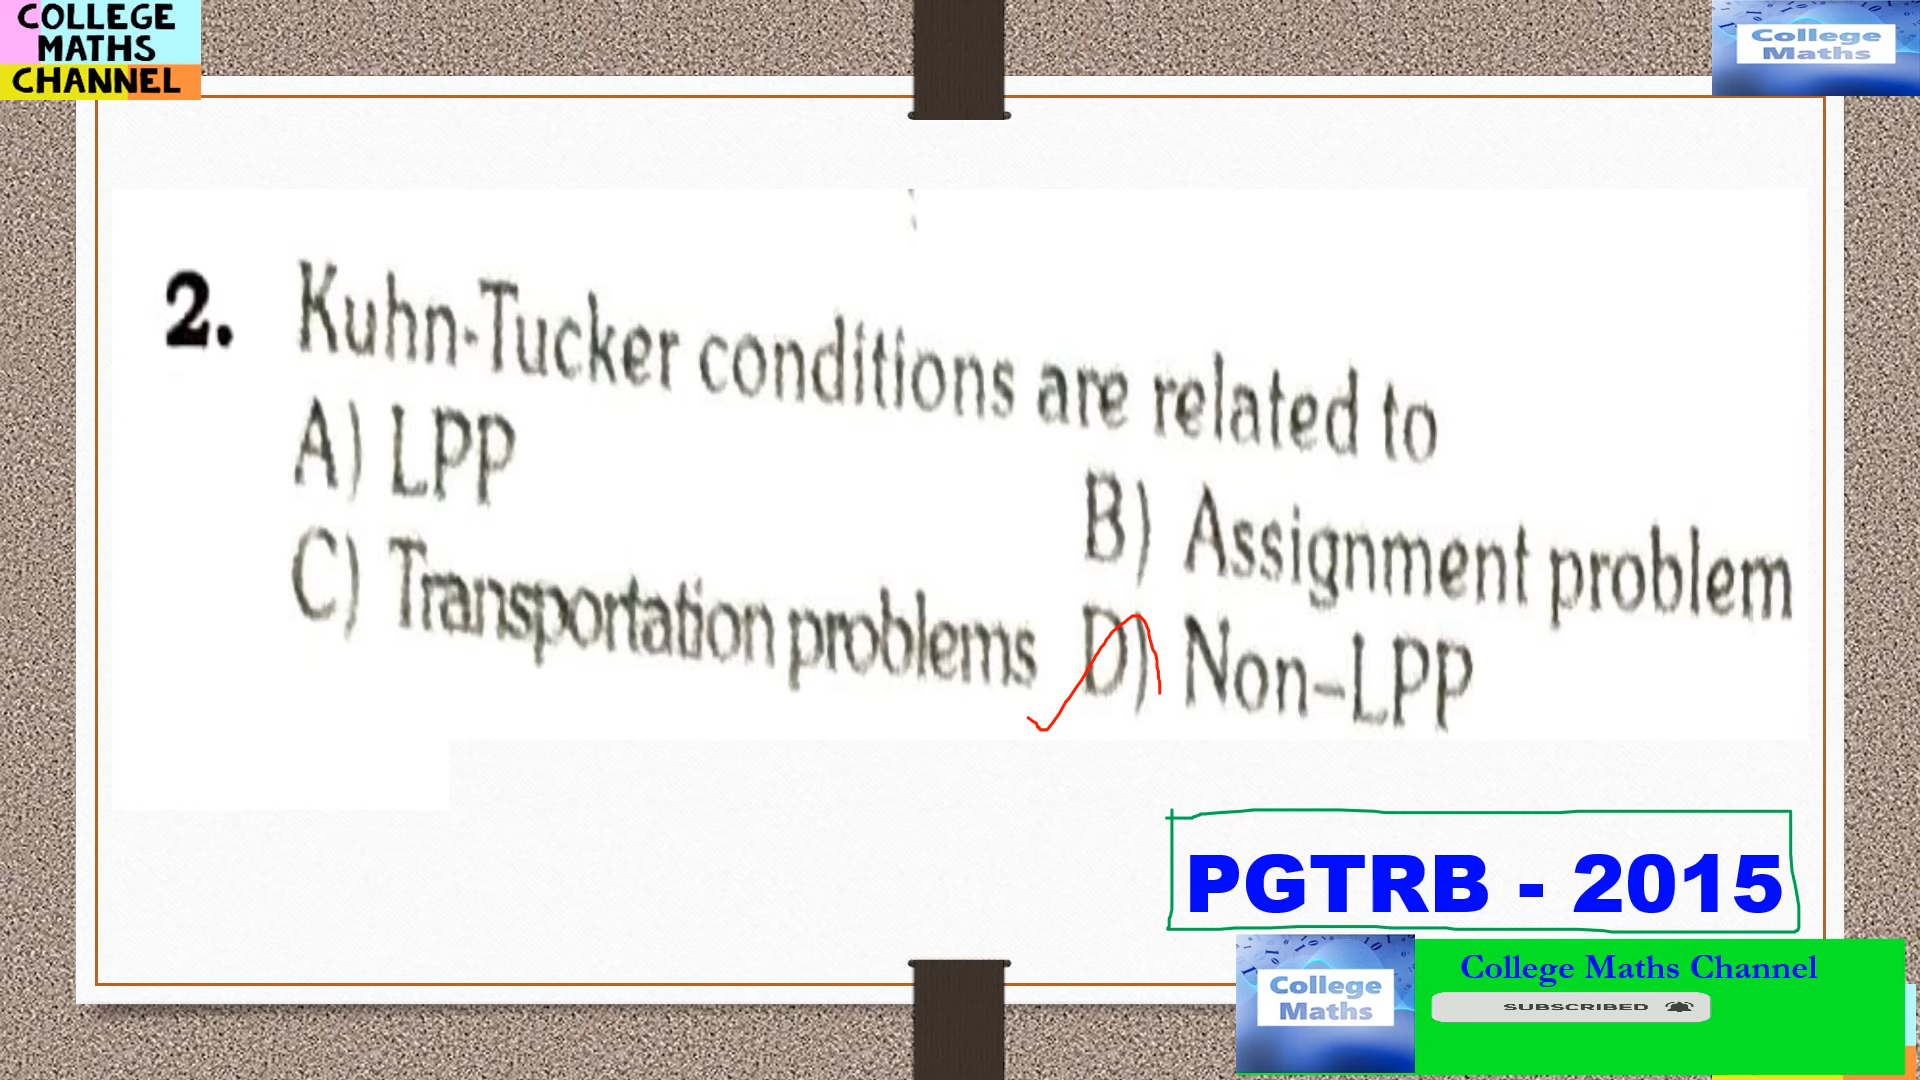 COLLEGE
MATHS
CHANNEL
College
Maths
2. Kuhn-Tucker conditions are related to
A) LPP
B) Assignment problem
C) Transportation problems
D) Non-LPP
PGTRB - 2015
College
Maths
College Maths Channel
SUBSCRIBED